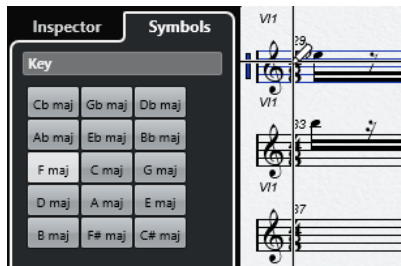 Inspector Symbols
Key
Cb maj Gb maj Db maj
Ab maj Eb maj Bb maj
F maj C maj G maj
D maj A maj E maj
B maj F# maj C# maj
Vl1
29
Vl1
33
Vl1
37